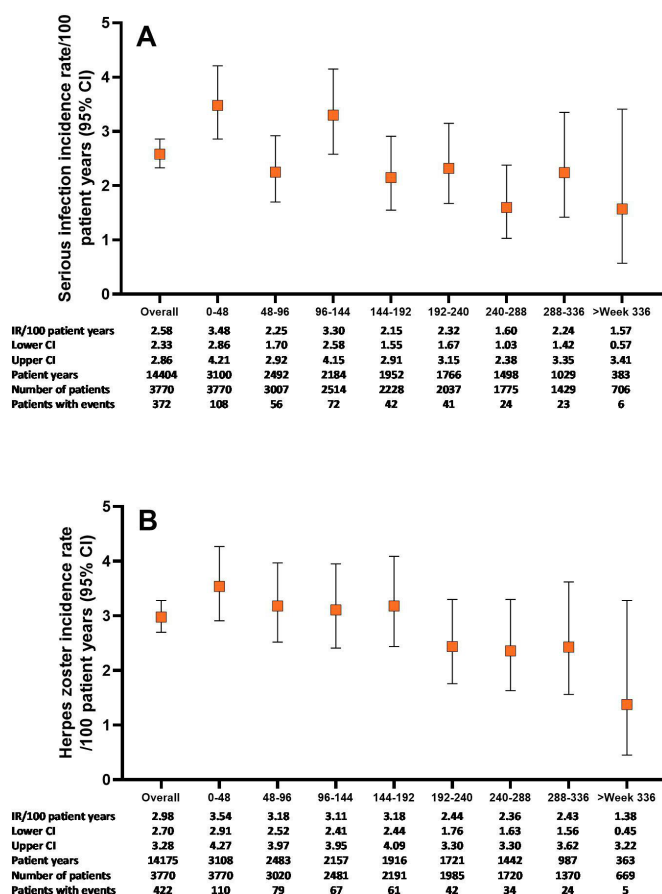 A
Serious infection incidence rate/100
patient years (95% CI)
5
4
3
2
1
0
Overall 0-48 48-96 96-144 144-192 192-240 240-288 288-336 >Week 336
IR/100 patient years 2.58 3.48 2.25 3.30 2.15 2.32 1.60 2.24 1.57
Lower CI 2.33 2.86 1.70 2.58 1.55 1.67 1.03 1.42 0.57
Upper CI 2.86 4.21 2.92 4.15 2.91 3.15 2.38 3.35 3.41
Patient years 14404 3100 2492 2184 1952 1766 1498 1029 383
Number of patients 3770 3770 3007 2514 2228 2037 1775 1429 706
Patients with events 372 108 56 72 42 41 24 23 6
B
Herpes zoster incidence rate
/100 patient years (95% CI)
5
4
3
2
1
0
Overall 0-48 48-96 96-144 144-192 192-240 240-288 288-336 >Week 336
IR/100 patient years 2.98 3.54 3.18 3.11 3.18 2.44 2.36 2.43 1.38
Lower CI 2.70 2.91 2.52 2.41 2.44 1.76 1.63 1.56 0.45
Upper CI 3.28 4.27 3.97 3.95 4.09 3.30 3.30 3.62 3.22
Patient years 14175 3108 2483 2157 1916 1721 1442 987 363
Number of patients 3770 3770 3020 2481 2191 1985 1720 1370 669
Patients with events 422 110 79 67 61 42 34 24 5